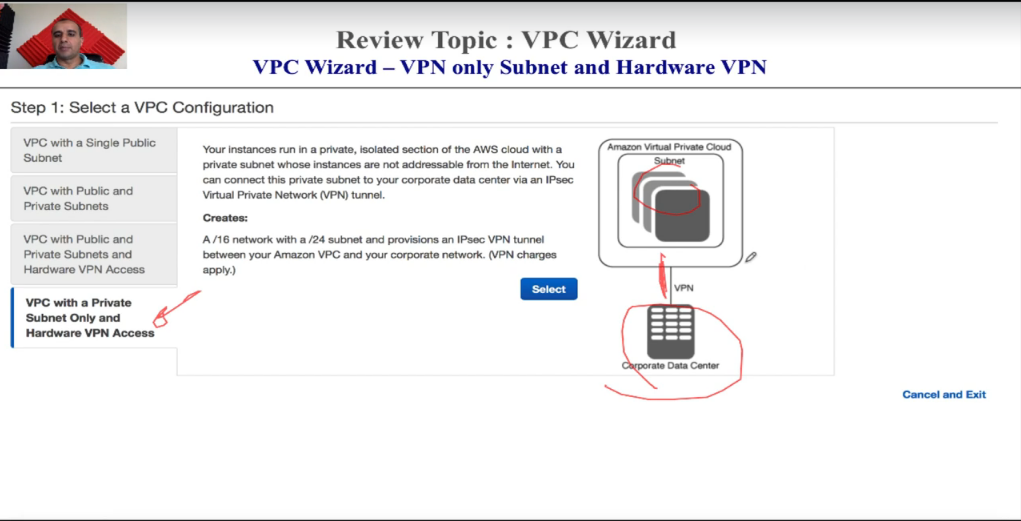 Review Topic : VPC Wizard
VPC Wizard – VPN only Subnet and Hardware VPN
Step 1: Select a VPC Configuration
VPC with a Single Public
Subnet
VPC with Public and
Private Subnets
VPC with Public and
Private Subnets and
Hardware VPN Access
VPC with a Private
Subnet Only and
Hardware VPN Access
Your instances run in a private, isolated section of the AWS cloud with a
private subnet whose instances are not addressable from the Internet. You
can connect this private subnet to your corporate data center via an IPsec
Virtual Private Network (VPN) tunnel.
Creates:
A /16 network with a /24 subnet and provisions an IPsec VPN tunnel
between your Amazon VPC and your corporate network. (VPN charges
apply.)
Select
Amazon Virtual Private Cloud
Subnet
VPN
Corporate Data Center
Cancel and Exit